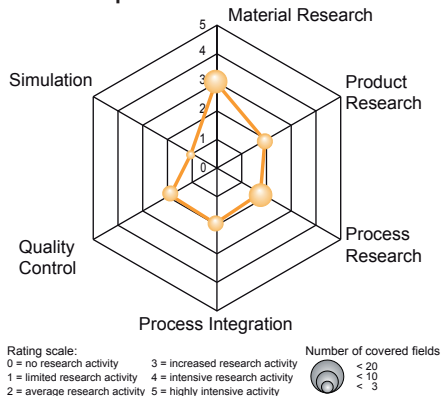 Material Research
5
4
3
2
1
0
Simulation
Product
Research
Quality
Control
Process
Research
Process Integration
Rating scale:
0 = no research activity
1 = limited research activity
2 = average research activity
3 = increased research activity
4 = intensive research activity
5 = highly intensive activity
Number of covered fields
< 20
< 10
< 3